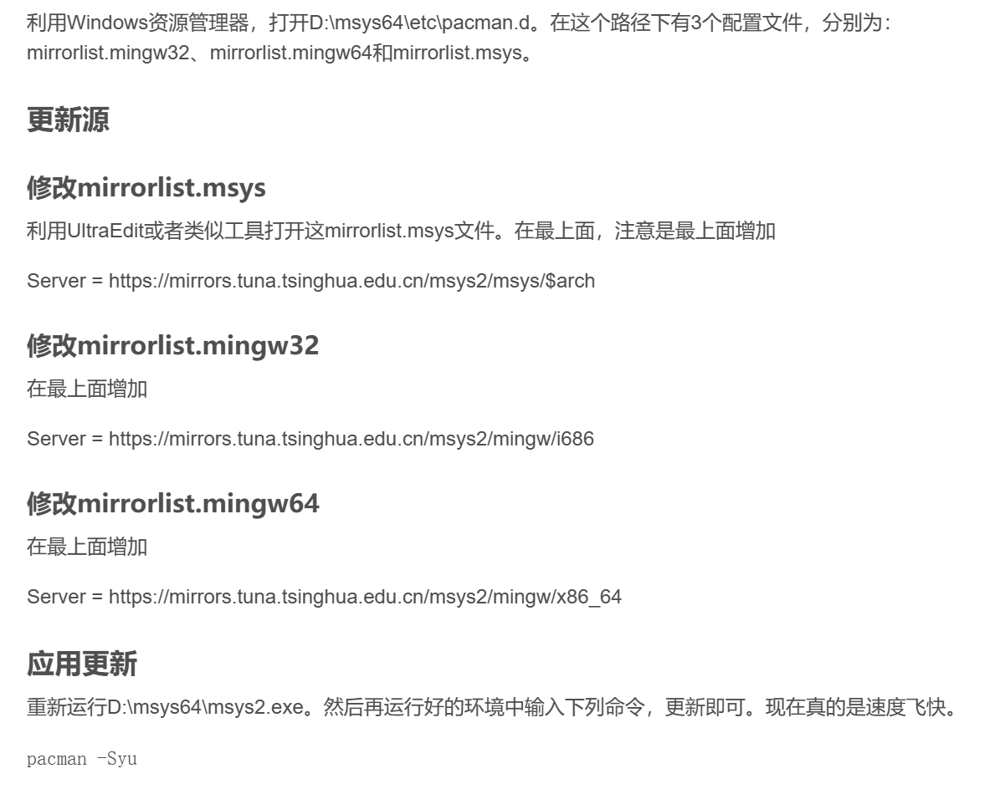 利用Windows资源管理器，打开D:\msys64\etc\pacman.d。在这个路径下有3个配置文件，分别为：
mirrorlist.mingw32、mirrorlist.mingw64和mirrorlist.msys。
更新源
修改mirrorlist.msys
利用UltraEdit或者类似工具打开这mirrorlist.msys文件。在最上面，注意是最上面增加
Server = https://mirrors.tuna.tsinghua.edu.cn/msys2/msys/$arch
修改mirrorlist.mingw32
在最上面增加
Server = https://mirrors.tuna.tsinghua.edu.cn/msys2/mingw/i686
修改mirrorlist.mingw64
在最上面增加
Server = https://mirrors.tuna.tsinghua.edu.cn/msys2/mingw/x86_64
应用更新
重新运行D:\msys64\msys2.exe。然后再运行好的环境中输入下列命令，更新即可。现在真的是速度飞快。
pacman -Syu